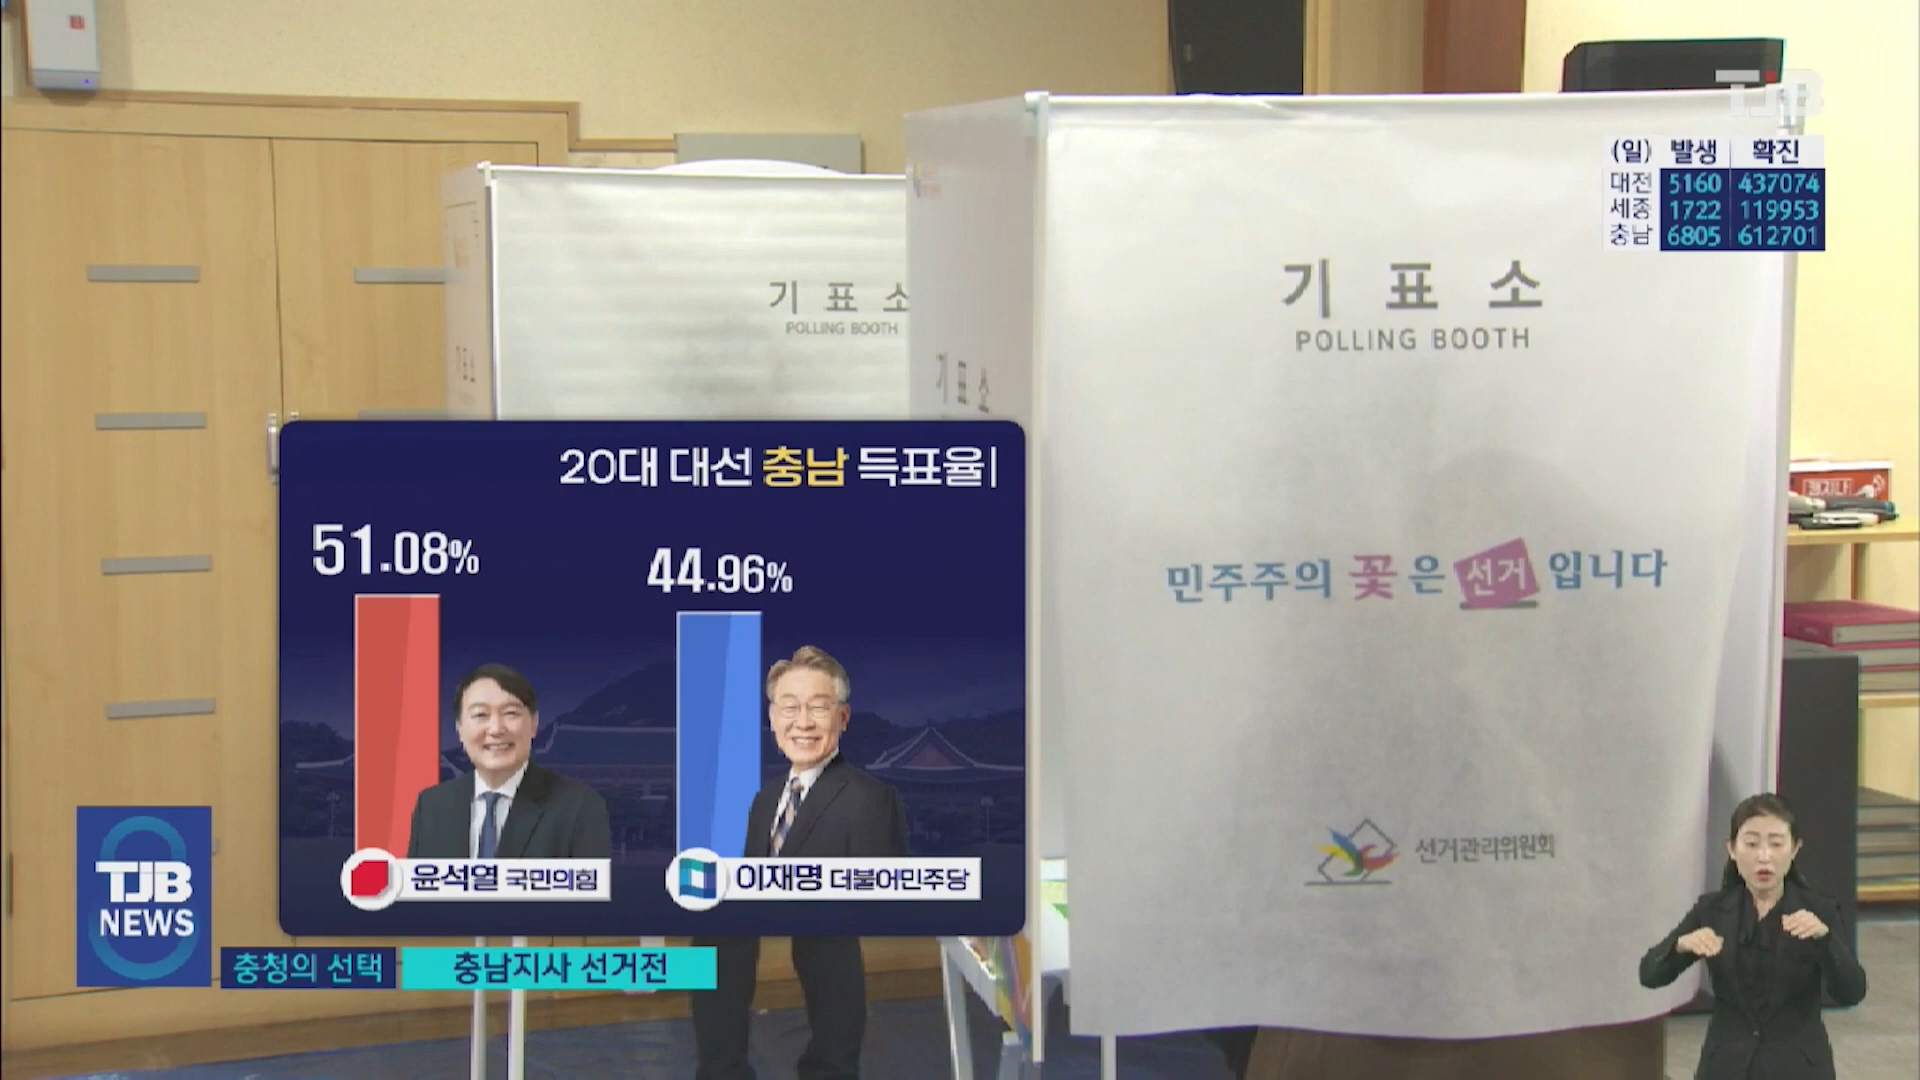 TJB
(일) 발생 확진
대전 5160 437074
세종 1722 119953
충남 6805 612701
기표소
POLLING BOOTH
기표소
POLLING BOOTH
기표소
기표소
20대 대선 충남 득표율
51.08%
44.96%
민주주의 꽃은 선거입니다
선거관리위원회
윤석열 국민의힘
이재명 더불어민주당
TJB
NEWS
충청의 선택
충남지사 선거전